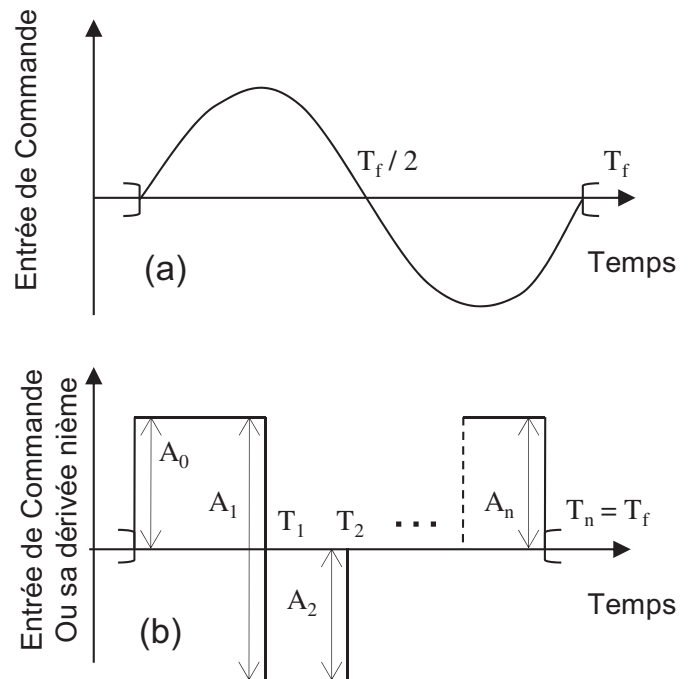 Entrée de Commande
T_f / 2
T_f
Temps
(a)
Entrée de Commande
Ou sa dérivée nième
A_0
A_1
T_1
T_2
...
A_n
T_n = T_f
A_2
Temps
(b)